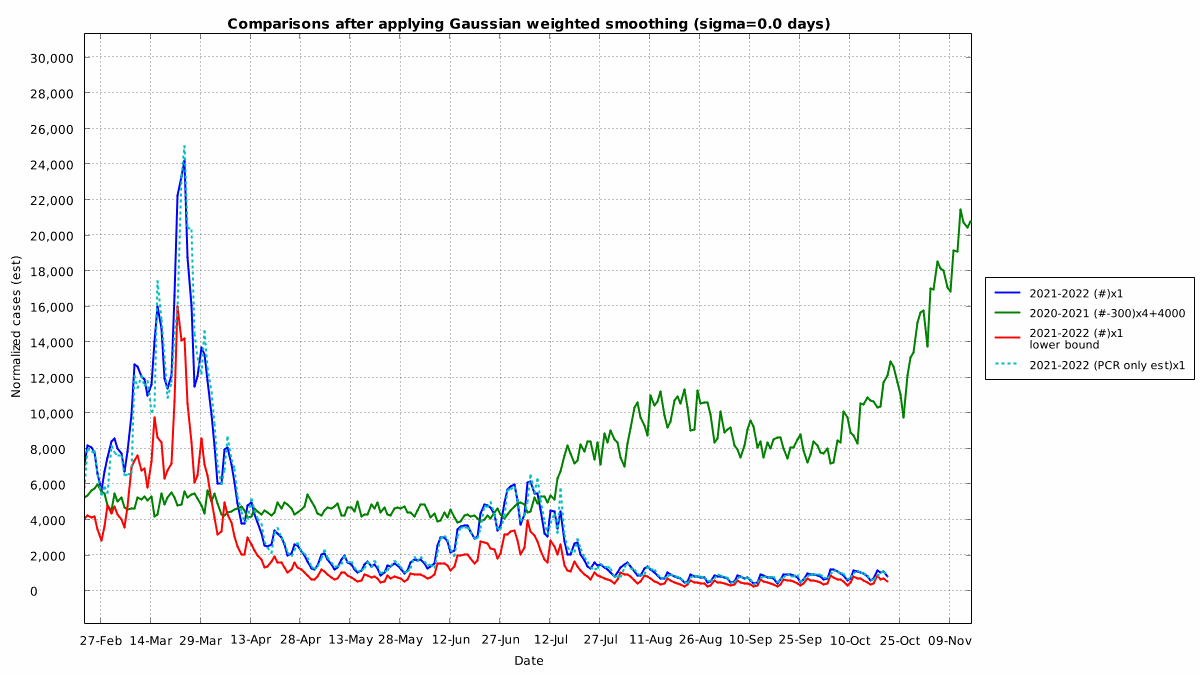 Comparisons after applying Gaussian weighted smoothing (sigma=0.0 days)
Normalized cases (est)
30,000
28,000
26,000
24,000
22,000
20,000
18,000
16,000
14,000
12,000
10,000
8,000
6,000
4,000
2,000
0
27-Feb 14-Mar 29-Mar 13-Apr 28-Apr 13-May 28-May 12-Jun 27-Jun 12-Jul 27-Jul 11-Aug 26-Aug 10-Sep 25-Sep 10-Oct 25-Oct 09-Nov
Date
2021-2022 (#)x1
2020-2021 (#-300)x4+4000
2021-2022 (#)x1
lower bound
2021-2022 (PCR only est)x1